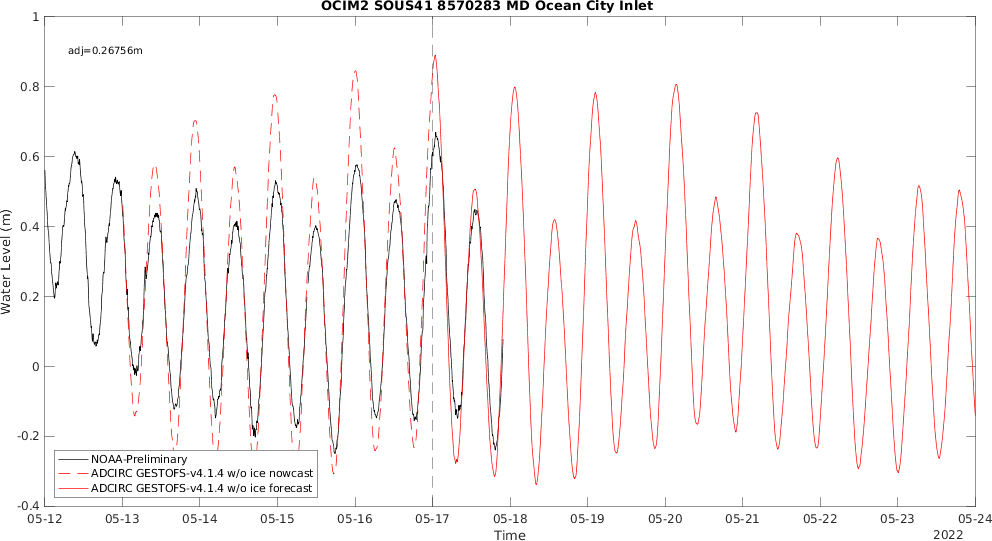 OCIM2 SOUS41 8570283 MD Ocean City Inlet
1
adj=0.26756m
0.8
0.6
0.4
Water Level (m)
0.2
0
-0.2
NOAA-Preliminary
ADCIRC GESTOFS-v4.1.4 w/o ice nowcast
ADCIRC GESTOFS-v4.1.4 w/o ice forecast
-0.4
05-12 05-13 05-14 05-15 05-16 05-17 05-18 05-19 05-20 05-21 05-22 05-23 05-24
Time
2022